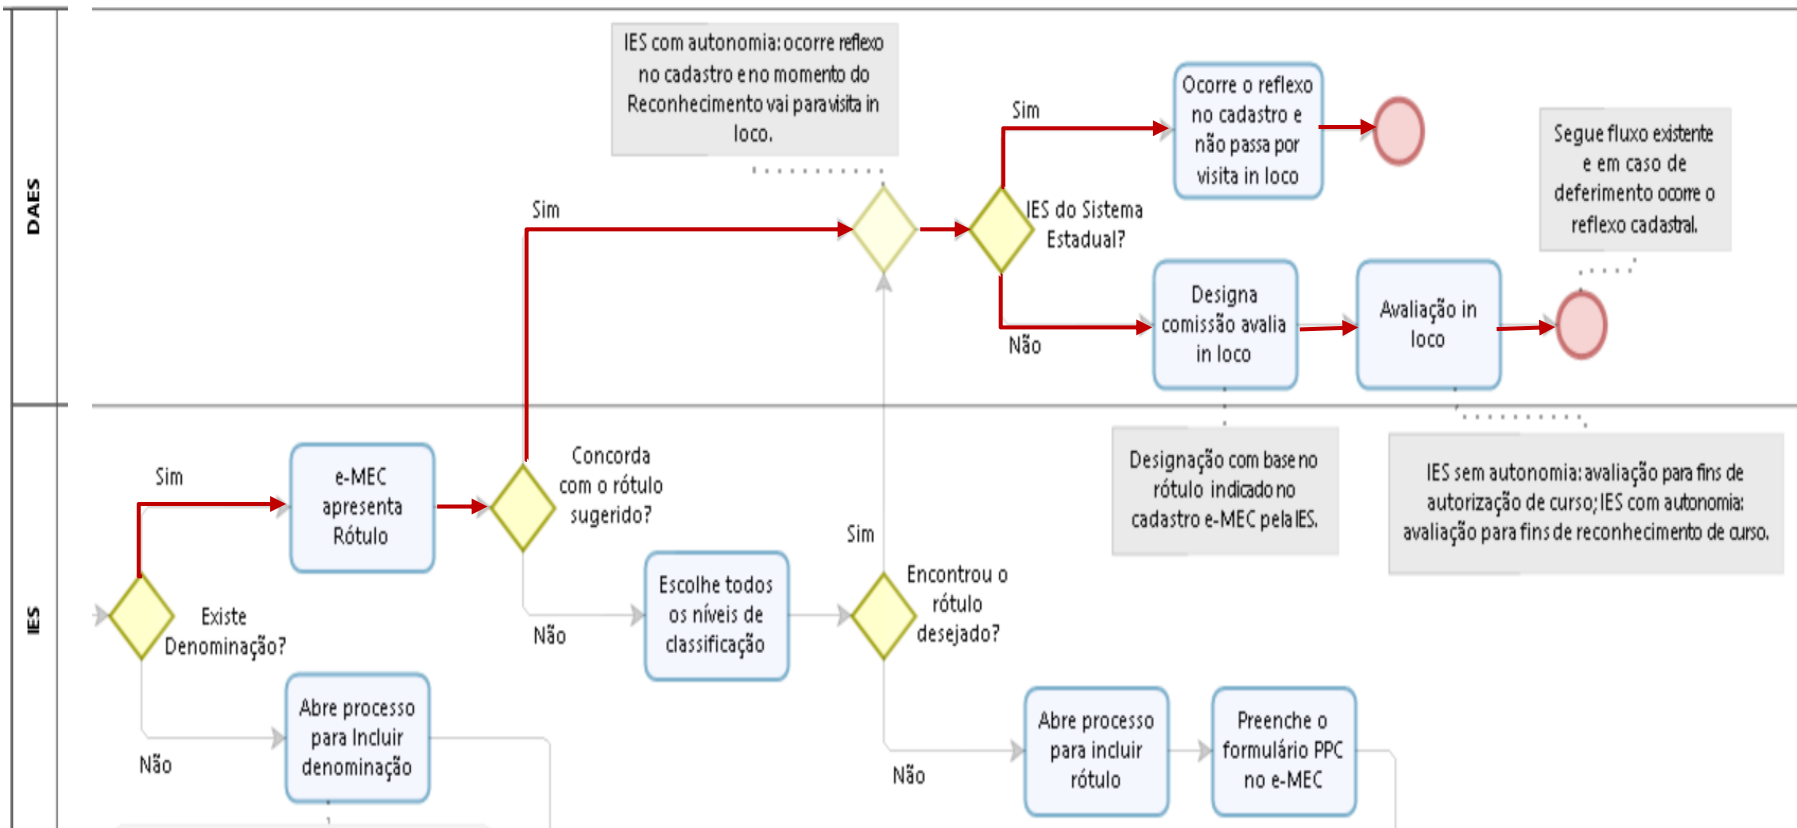 DAES
IES com autonomia: ocorre reflexo
no cadastro e no momento do
Reconhecimento vai para visita in
loco.
Sim
Ocorre o reflexo
no cadastro e
não passa por
visita in loco
Segue fluxo existente
e em caso de
deferimento ocorre o
reflexo cadastral.
Sim
IES do Sistema
Estadual?
Não
Designa
comissão avalia
in loco
Avaliação in
loco
Designação com base no
rótulo indicado no
cadastro e-MEC pela IES.
IES sem autonomia: avaliação para fins de
autorização de curso; IES com autonomia:
avaliação para fins de reconhecimento de curso.
IES
Sim
e-MEC
apresenta
Rótulo
Concorda
com o rótulo
sugerido?
Existe
Denominação?
Não
Escolhe todos
os níveis de
classificação
Sim
Encontrou o
rótulo
desejado?
Não
Abre processo
para Incluir
denominação
Não
Abre processo
para incluir
rótulo
Preenche o
formulário PPC
no e-MEC